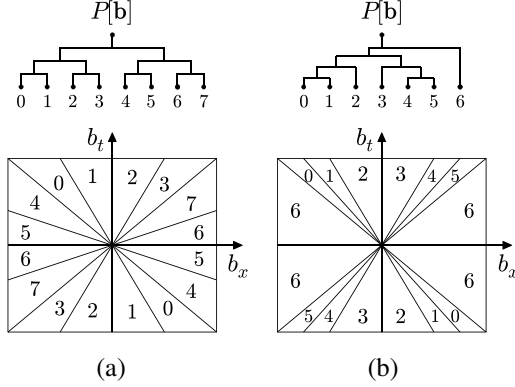 P[b] P[b]
0 1 2 3 4 5 6 7 0 1 2 3 4 5 6
b_t b_t
0 1 2 3 0 1 2 3 4 5
4 7
5 6 6 6
b_x b_x
6 5 6 6
7 4
3 2 1 0 5 4 3 2 1 0
(a) (b)